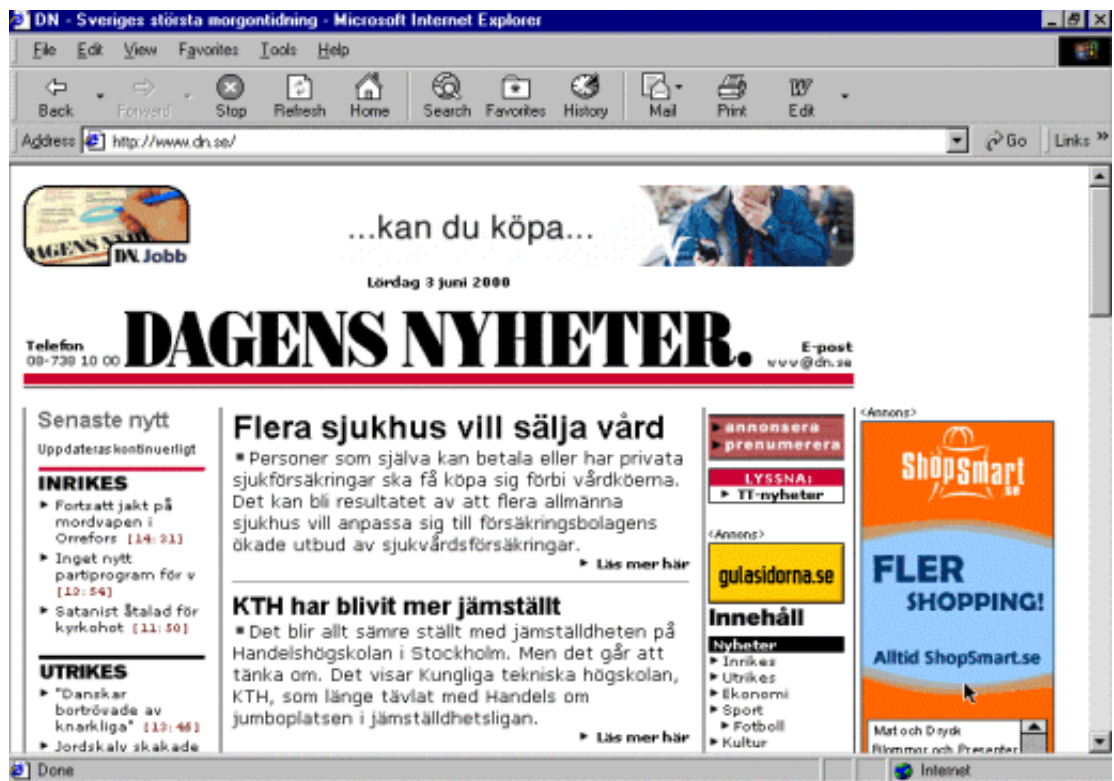 DN - Sveriges största morgontidning - Microsoft Internet Explorer
File Edit View Favorites Tools Help
Back Forward Stop Refresh Home Search Favorites History Mail Print Edit
Address http://www.dn.se/ Go Links »
DAGENS NYHE
DN.Jobb
...kan du köpa...
Lördag 3 juni 2000
Telefon
08-738 10 00
DAGENS NYHETER.
E-post
www@dn.se
Senaste nytt
Uppdateras kontinuerligt
INRIKES
Fortsatt jakt på
mordvapen i
Orrefors [14:31]
Inget nytt
partiprogram för v
[13:54]
Satanist åtalad för
kyrkohot [11:50]
UTRIKES
"Danskar
bortrövade av
knarkliga" [13:45]
Jordskalv skakade
Flera sjukhus vill sälja vård
Personer som själva kan betala eller har privata
sjukförsäkringar ska få köpa sig förbi vårdköerna.
Det kan bli resultatet av att flera allmänna
sjukhus vill anpassa sig till försäkringsbolagens
ökade utbud av sjukvårdsförsäkringar.
Läs mer här
KTH har blivit mer jämställt
Det blir allt sämre ställt med jämställdheten på
Handelshögskolan i Stockholm. Men det går att
tänka om. Det visar Kungliga tekniska högskolan,
KTH, som länge tävlat med Handels om
jumboplatsen i jämställdhetsligan.
Läs mer här
annonsera
prenumerera
LYSSNA:
TT-nyheter
<Annons>
gulasidorna.se
Innehåll
Nyheter
Inrikes
Utrikes
Ekonomi
Sport
Fotboll
Kultur
<Annons>
ShopSmart
.se
FLER
SHOPPING!
Alltid ShopSmart.se
Mat och Dryck
Blommor och Presenter
Done Internet